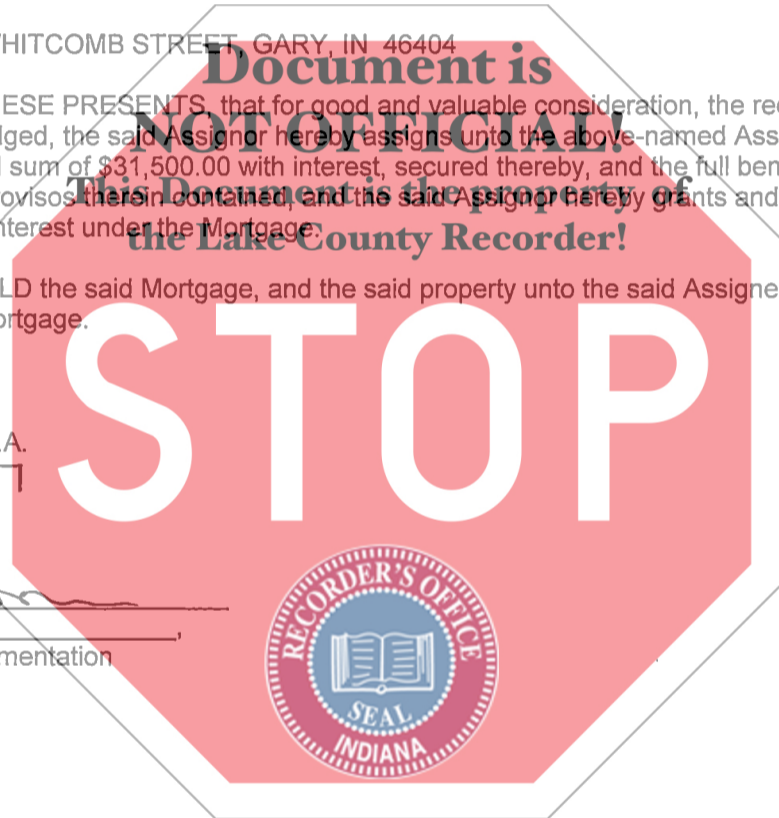 WHITCOMB STREET, GARY, IN 46404
Document is
ESE PRESENTS, that for good and valuable consideration, the rec
NOT OFFICIAL!
dged, the said Assignor hereby assigns unto the above-named Ass
sum of $31,500.00 with interest, secured thereby, and the full ben
This Document is the property of
ovisos therein contained, and the said Assignor hereby grants and
the Lake County Recorder!
nterest under the Mortgage.
LD the said Mortgage, and the said property unto the said Assigne
ortgage.
STOP
.A.
RECORDER'S OFFICE
mentation
SEAL
INDIANA